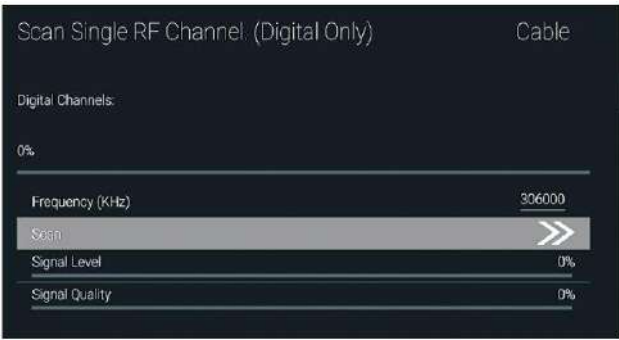 Scan Single RF Channel (Digital Only) Cable
Digital Channels:
0%
Frequency (KHz) 306000
Scan
Signal Level 0%
Signal Quality 0%